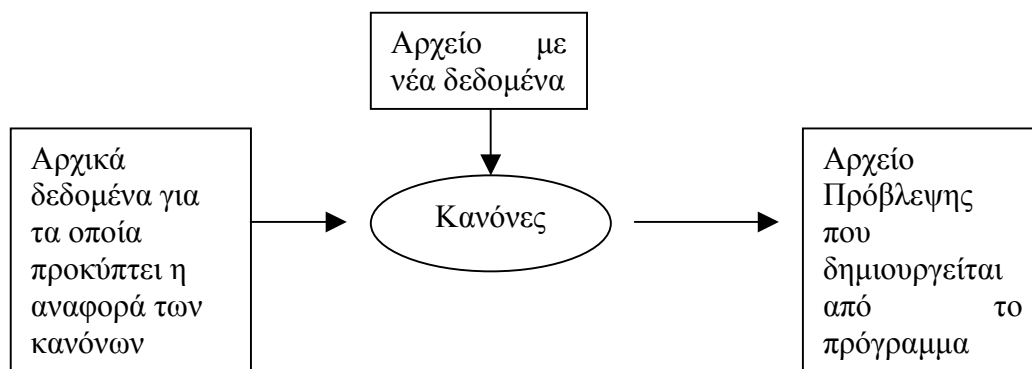 Αρχείο με
νέα δεδομένα
Αρχικά
δεδομένα για
τα οποία
προκύπτει η
αναφορά των
κανόνων
Κανόνες
Αρχείο
Πρόβλεψης
που
δημιουργείται
από το
πρόγραμμα